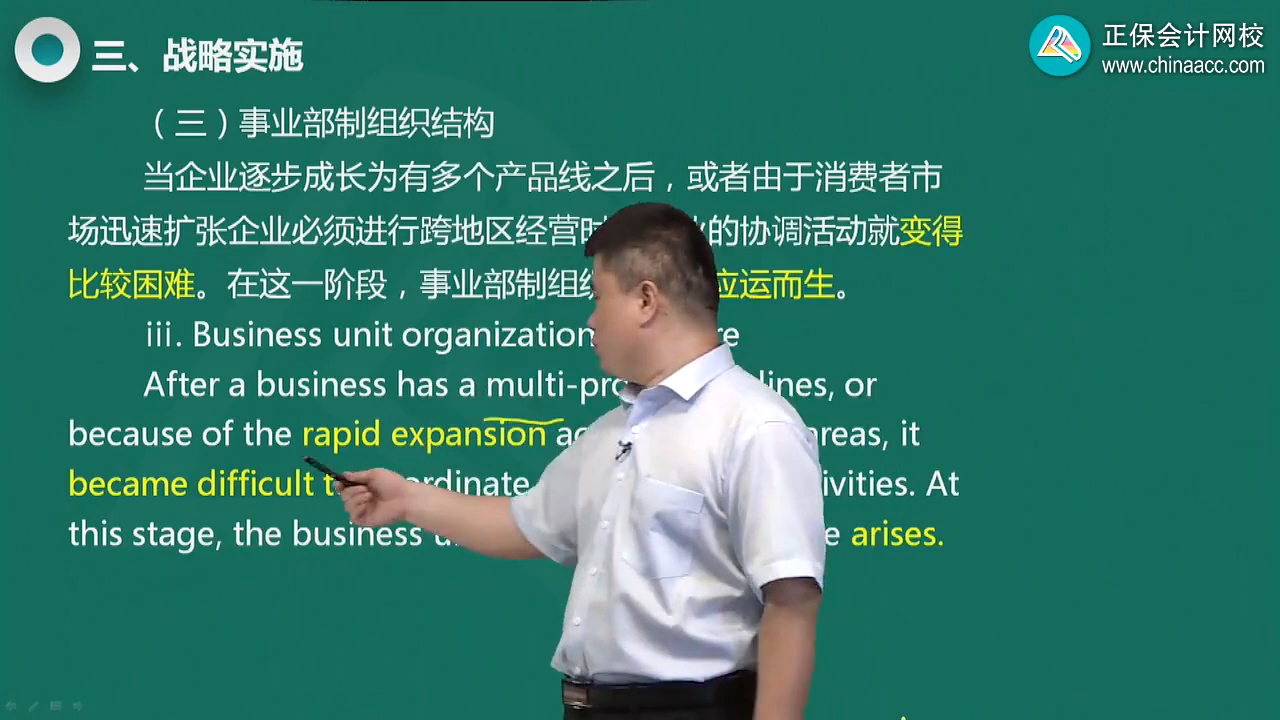 三、战略实施
正保会计网校
www.chinaacc.com
（三）事业部制组织结构
当企业逐步成长为有多个产品线之后，或者由于消费者市
场迅速扩张企业必须进行跨地区经营时 的协调活动就变得
比较困难。在这一阶段，事业部制组 应运而生。
iii. Business unit organization
After a business has a lines, or
because of the rapid expansion areas, it
became difficult At
this stage, the business arises.